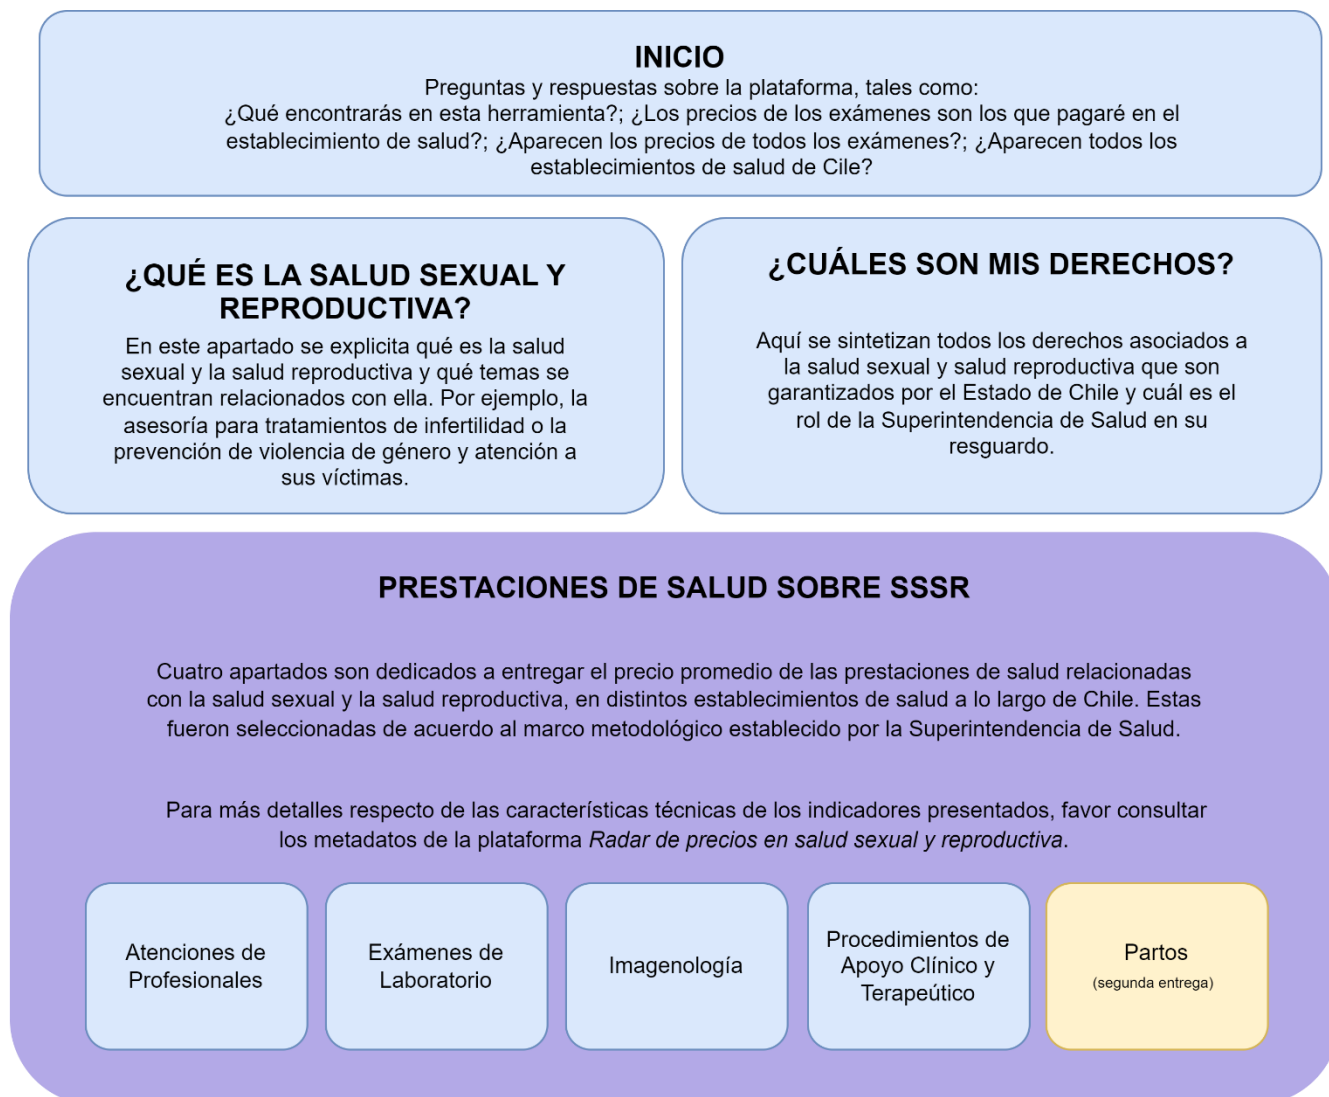 INICIO
Preguntas y respuestas sobre la plataforma, tales como:
¿Qué encontrarás en esta herramienta?; ¿Los precios de los exámenes son los que pagaré en el
establecimiento de salud?; ¿Aparecen los precios de todos los exámenes?; ¿Aparecen todos los
establecimientos de salud de Cile?
¿QUÉ ES LA SALUD SEXUAL Y
REPRODUCTIVA?
En este apartado se explicita qué es la salud
sexual y la salud reproductiva y qué temas se
encuentran relacionados con ella. Por ejemplo, la
asesoría para tratamientos de infertilidad o la
prevención de violencia de género y atención a
sus víctimas.
¿CUÁLES SON MIS DERECHOS?
Aquí se sintetizan todos los derechos asociados a
la salud sexual y salud reproductiva que son
garantizados por el Estado de Chile y cuál es el
rol de la Superintendencia de Salud en su
resguardo.
PRESTACIONES DE SALUD SOBRE SSSR
Cuatro apartados son dedicados a entregar el precio promedio de las prestaciones de salud relacionadas
con la salud sexual y la salud reproductiva, en distintos establecimientos de salud a lo largo de Chile. Estas
fueron seleccionadas de acuerdo al marco metodológico establecido por la Superintendencia de Salud.
Para más detalles respecto de las características técnicas de los indicadores presentados, favor consultar
los metadatos de la plataforma Radar de precios en salud sexual y reproductiva.
Atenciones de
Profesionales
Exámenes de
Laboratorio
Imagenología
Procedimientos de
Apoyo Clínico y
Terapeútico
Partos
(segunda entrega)